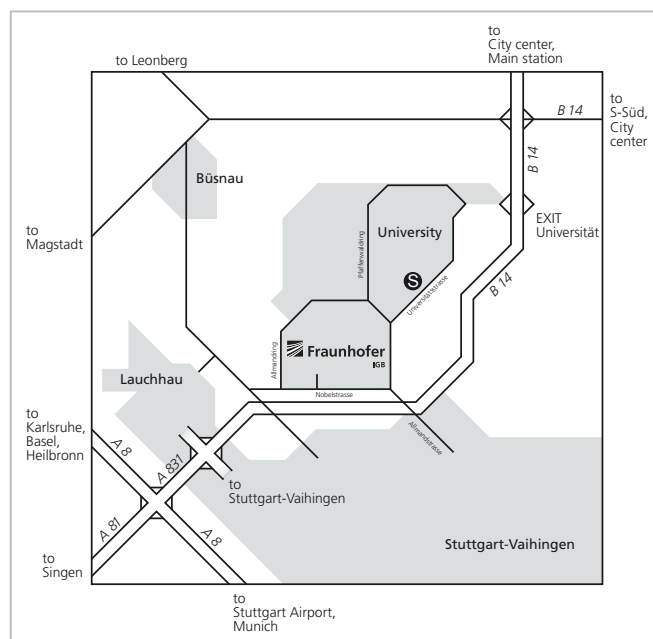 to
City center,
Main station
to Leonberg
to
S-Süd,
City
center
B 14
B 14
Büsnau
University
EXIT
Universität
to
Magstadt
Pfaffenwaldring
S
Universitätsstrasse
B 14
Allmandring
Fraunhofer
IGB
Lauchhau
Nobelstrasse
to
Karlsruhe,
Basel,
Heilbronn
Allmandstrasse
A 8
A 831
to
Stuttgart-Vaihingen
A 81
A 8
Stuttgart-Vaihingen
to
Singen
to
Stuttgart Airport,
Munich